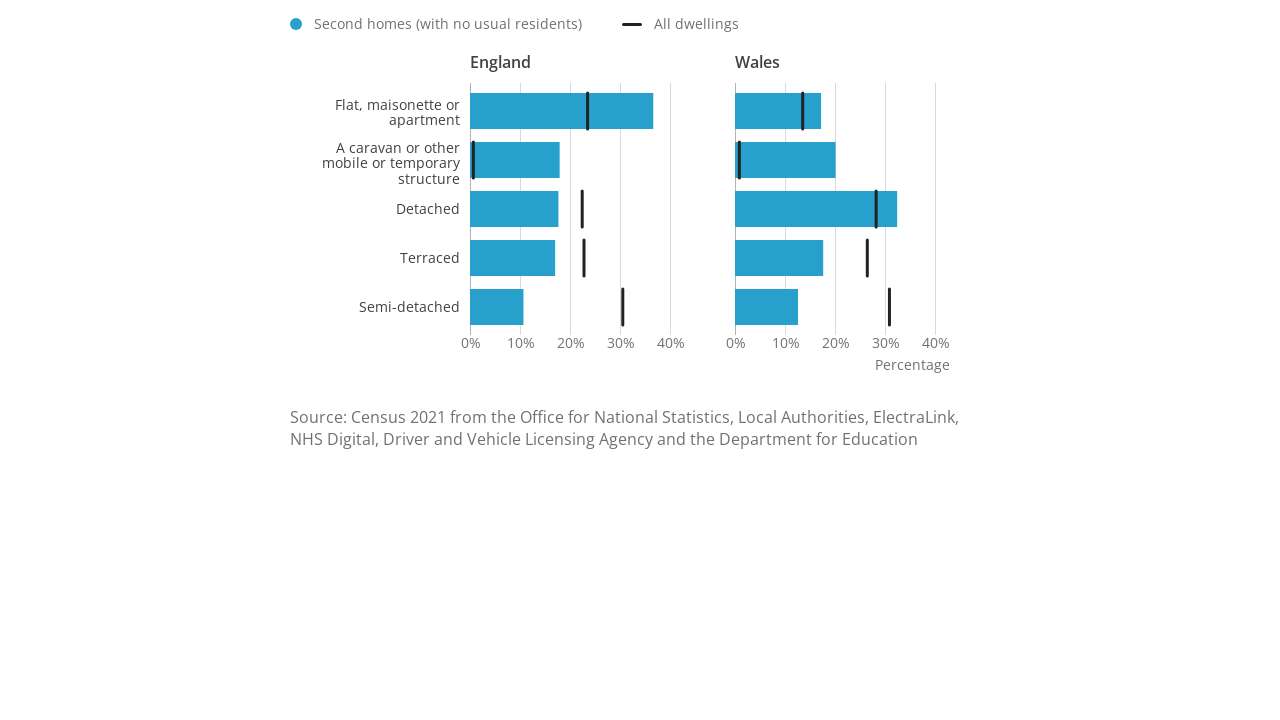 Second homes (with no usual residents)
All dwellings
England
Wales
Flat, maisonette or
apartment
A caravan or other
mobile or temporary
structure
Detached
Terraced
Semi-detached
0% 10% 20% 30% 40%
0% 10% 20% 30% 40%
Percentage
Source: Census 2021 from the Office for National Statistics, Local Authorities, ElectraLink,
NHS Digital, Driver and Vehicle Licensing Agency and the Department for Education